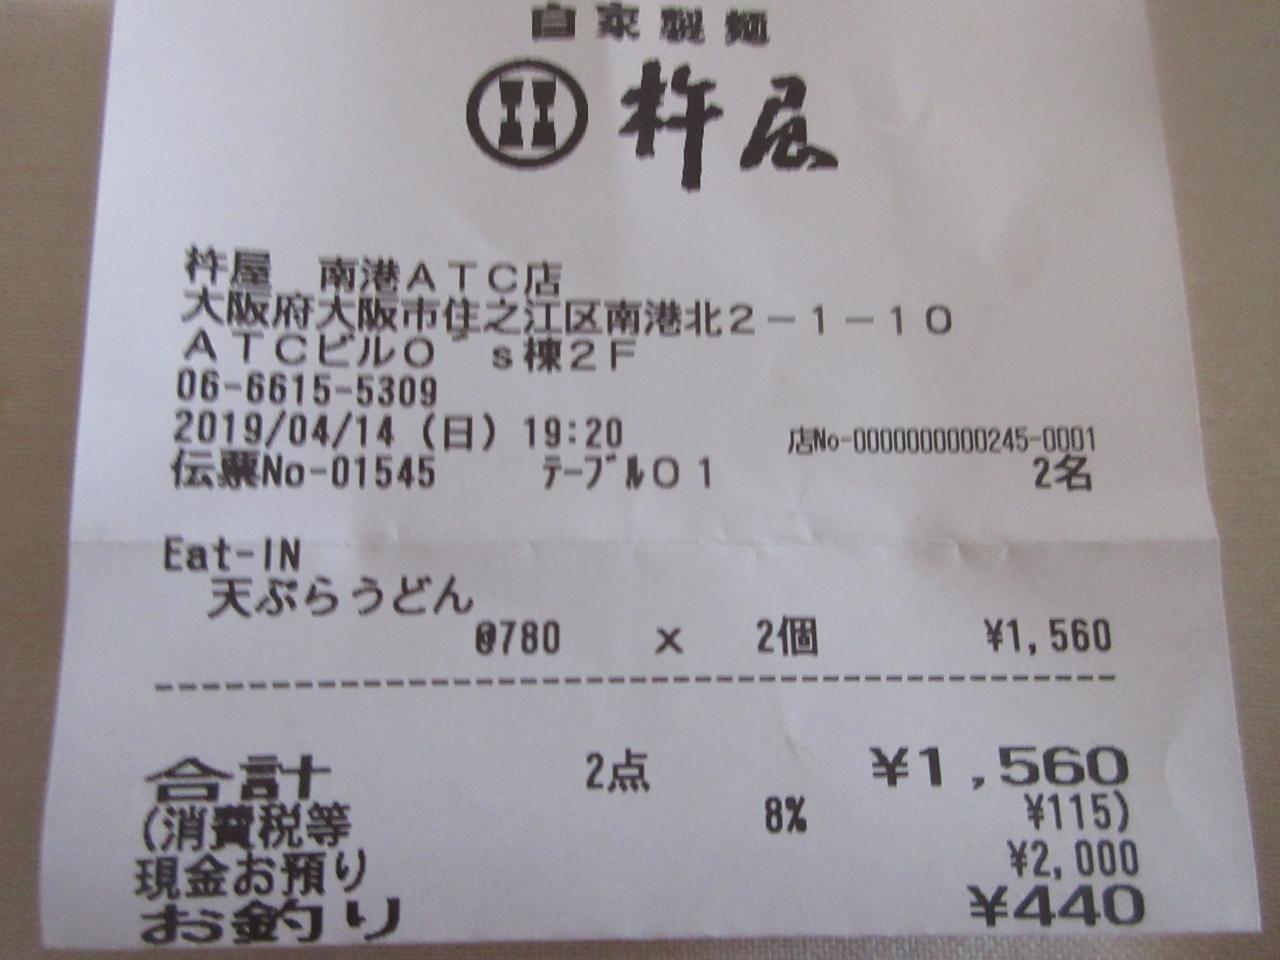 自家製麺
杵屋
杵屋　南港ＡＴＣ店
大阪府大阪市住之江区南港北２－１－１０
ＡＴＣビルＯ゛ｓ棟２Ｆ
06-6615-5309
2019/04/14（日）19:20 店No-0000000000245-0001
伝票No-01545 ﾃｰﾌﾞﾙ０１ 2名
Eat-IN
天ぷらうどん
@780 × 2個 ¥1,560
合計 2点 ¥1,560
(消費税等 8% ¥115)
現金お預り ¥2,000
お釣り ¥440